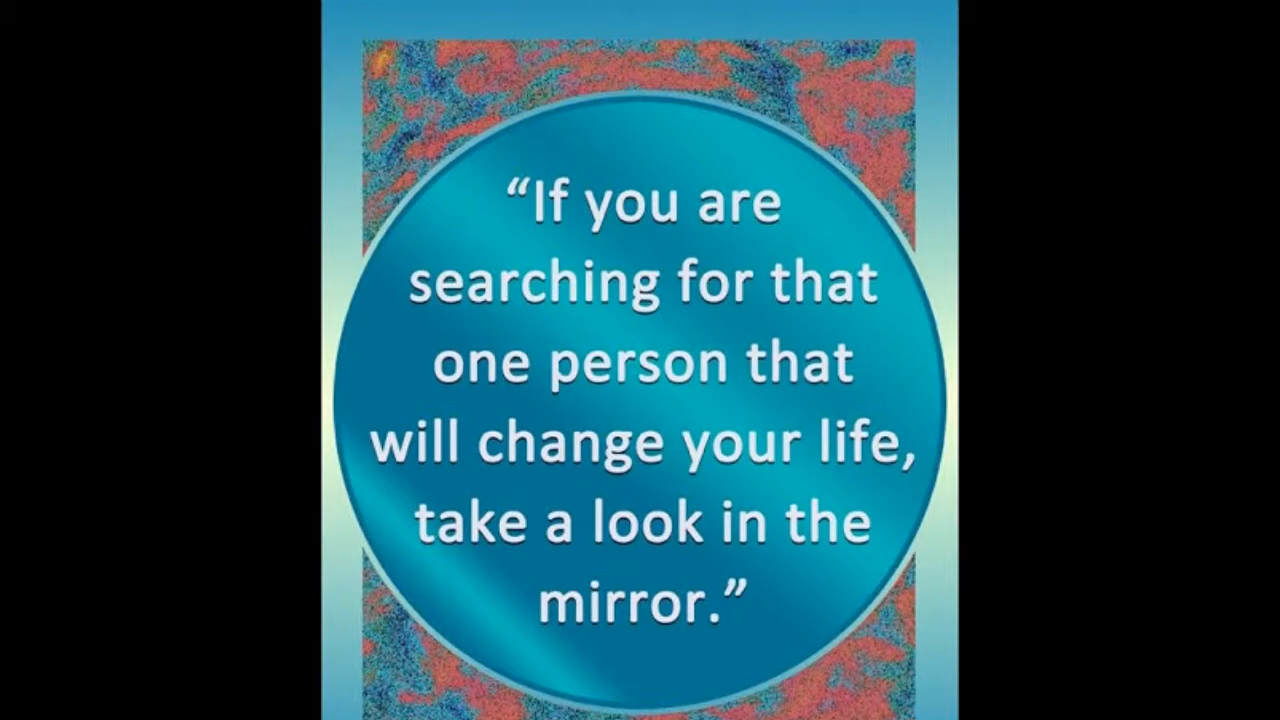 “If you are
searching for that
one person that
will change your life,
take a look in the
mirror.”